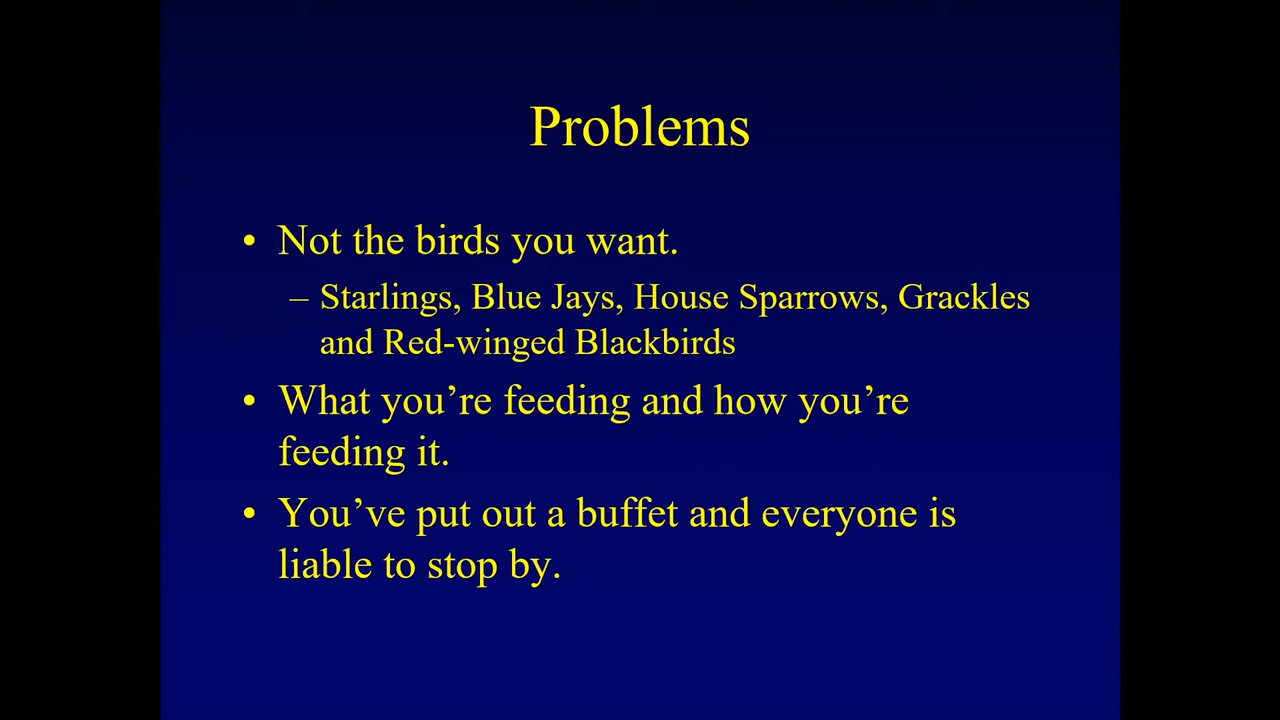 Problems
• Not the birds you want.
– Starlings, Blue Jays, House Sparrows, Grackles
and Red-winged Blackbirds
• What you’re feeding and how you’re
feeding it.
• You’ve put out a buffet and everyone is
liable to stop by.